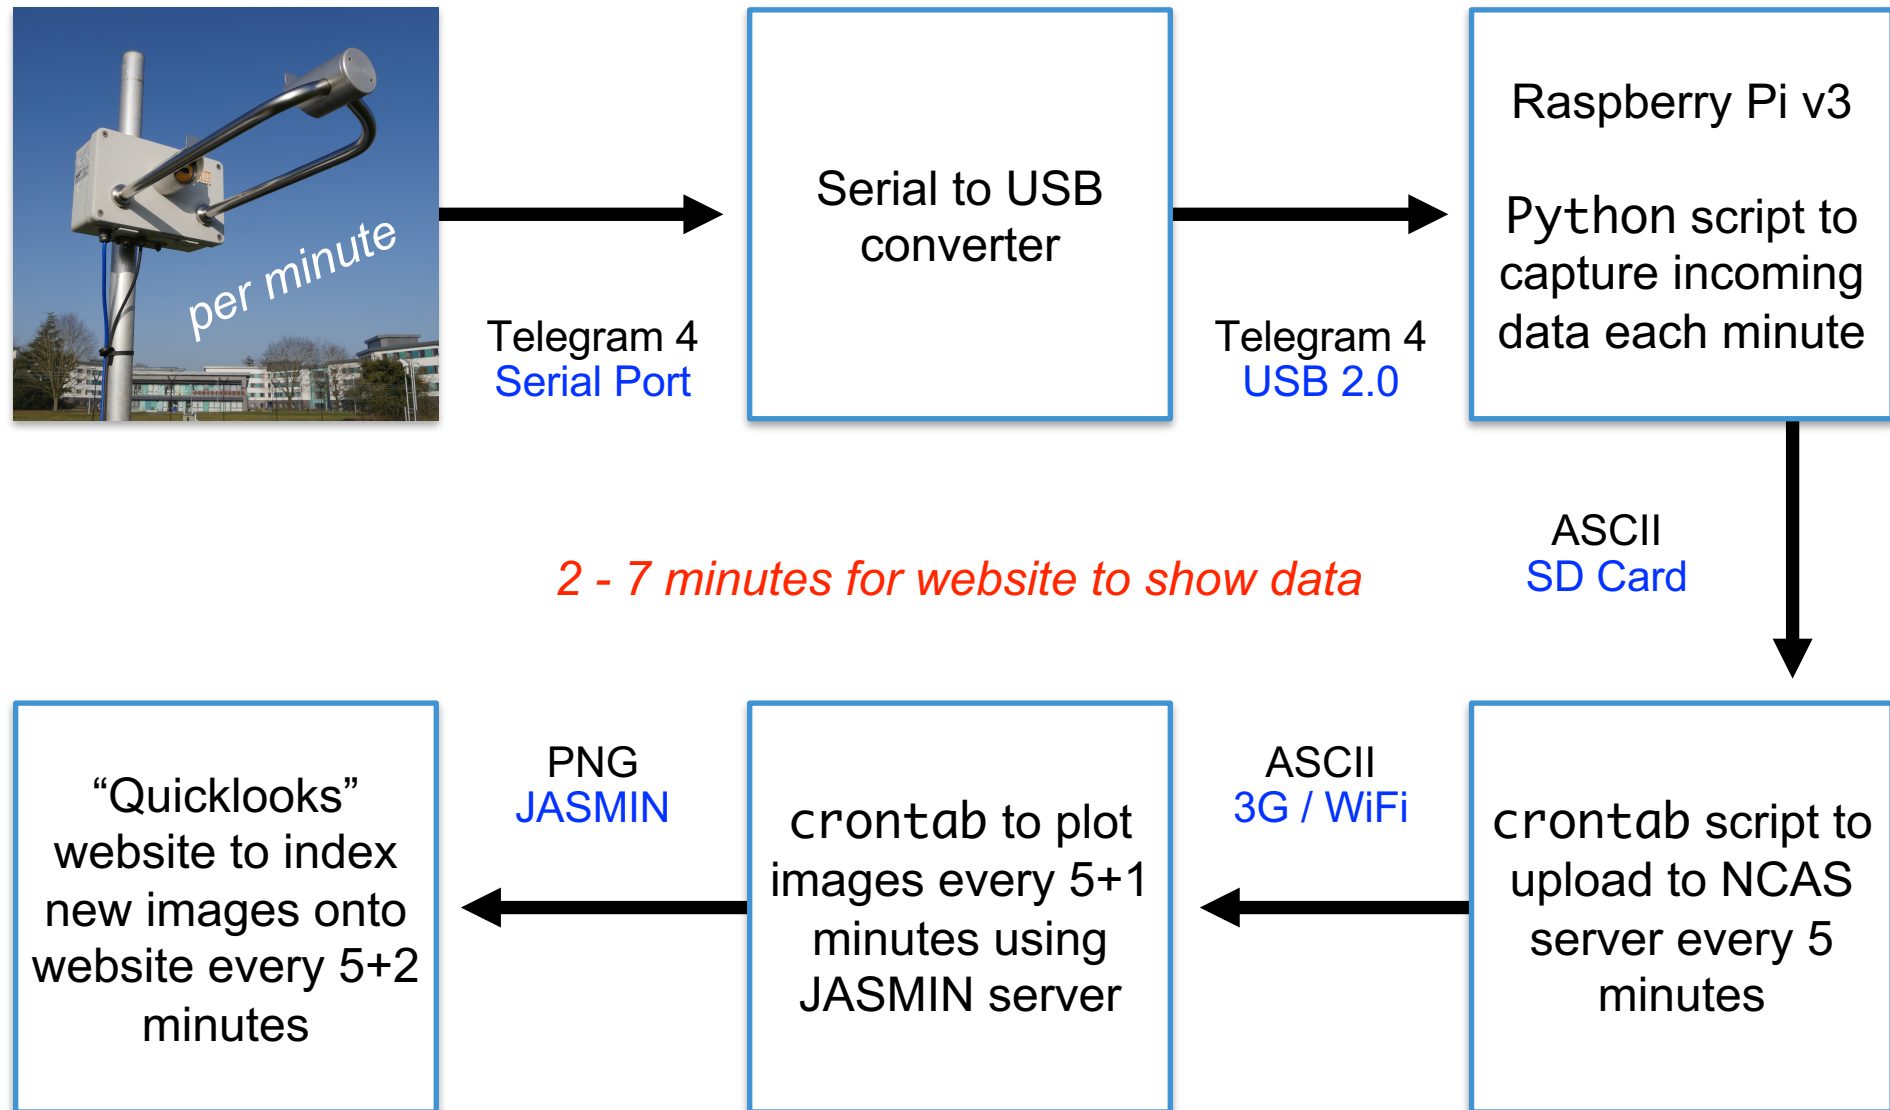 per minute
Telegram 4
Serial Port
Serial to USB
converter
Telegram 4
USB 2.0
Raspberry Pi v3
Python script to
capture incoming
data each minute
ASCII
SD Card
2 - 7 minutes for website to show data
crontab script to
upload to NCAS
server every 5
minutes
ASCII
3G / WiFi
crontab to plot
images every 5+1
minutes using
JASMIN server
PNG
JASMIN
“Quicklooks”
website to index
new images onto
website every 5+2
minutes